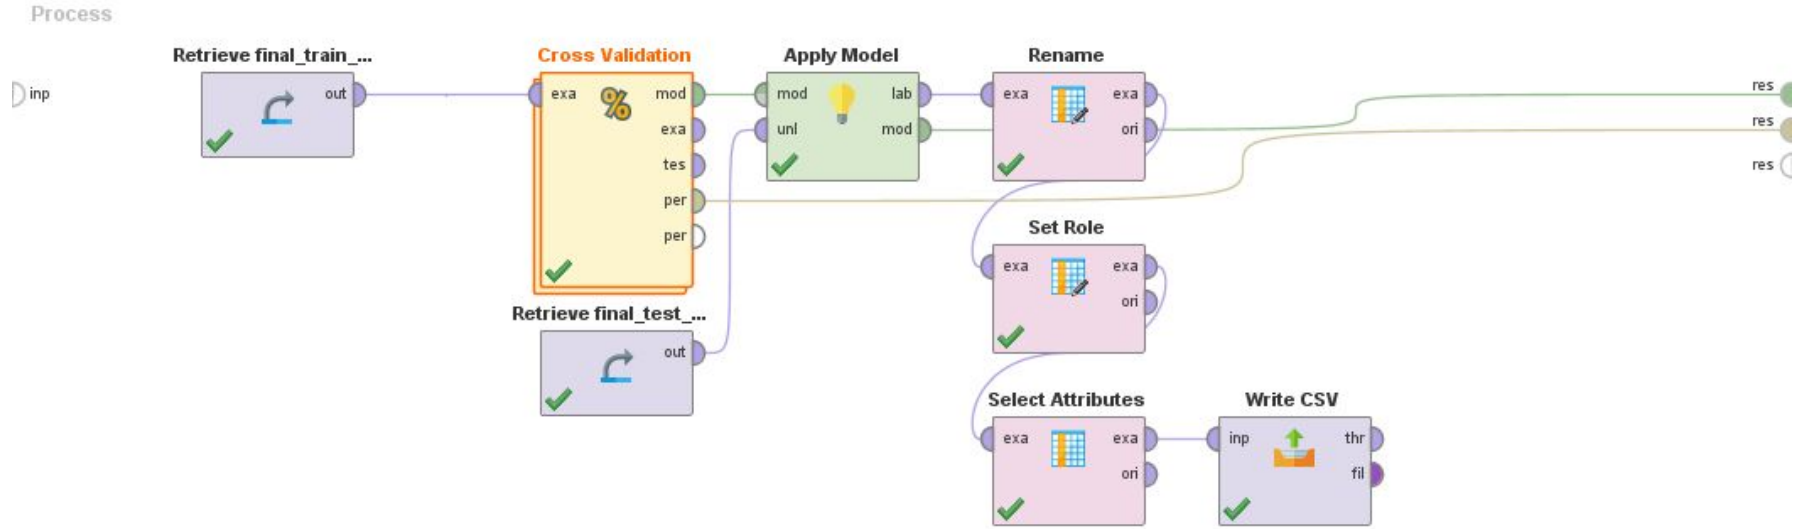 Process
Retrieve final_train_...
Cross Validation
Apply Model
Rename
inp
out
exa
mod
mod
lab
exa
exa
res
exa
unl
mod
ori
res
tes
res
per
per
Set Role
exa
exa
ori
Retrieve final_test_...
out
Select Attributes
Write CSV
exa
exa
inp
thr
ori
fil